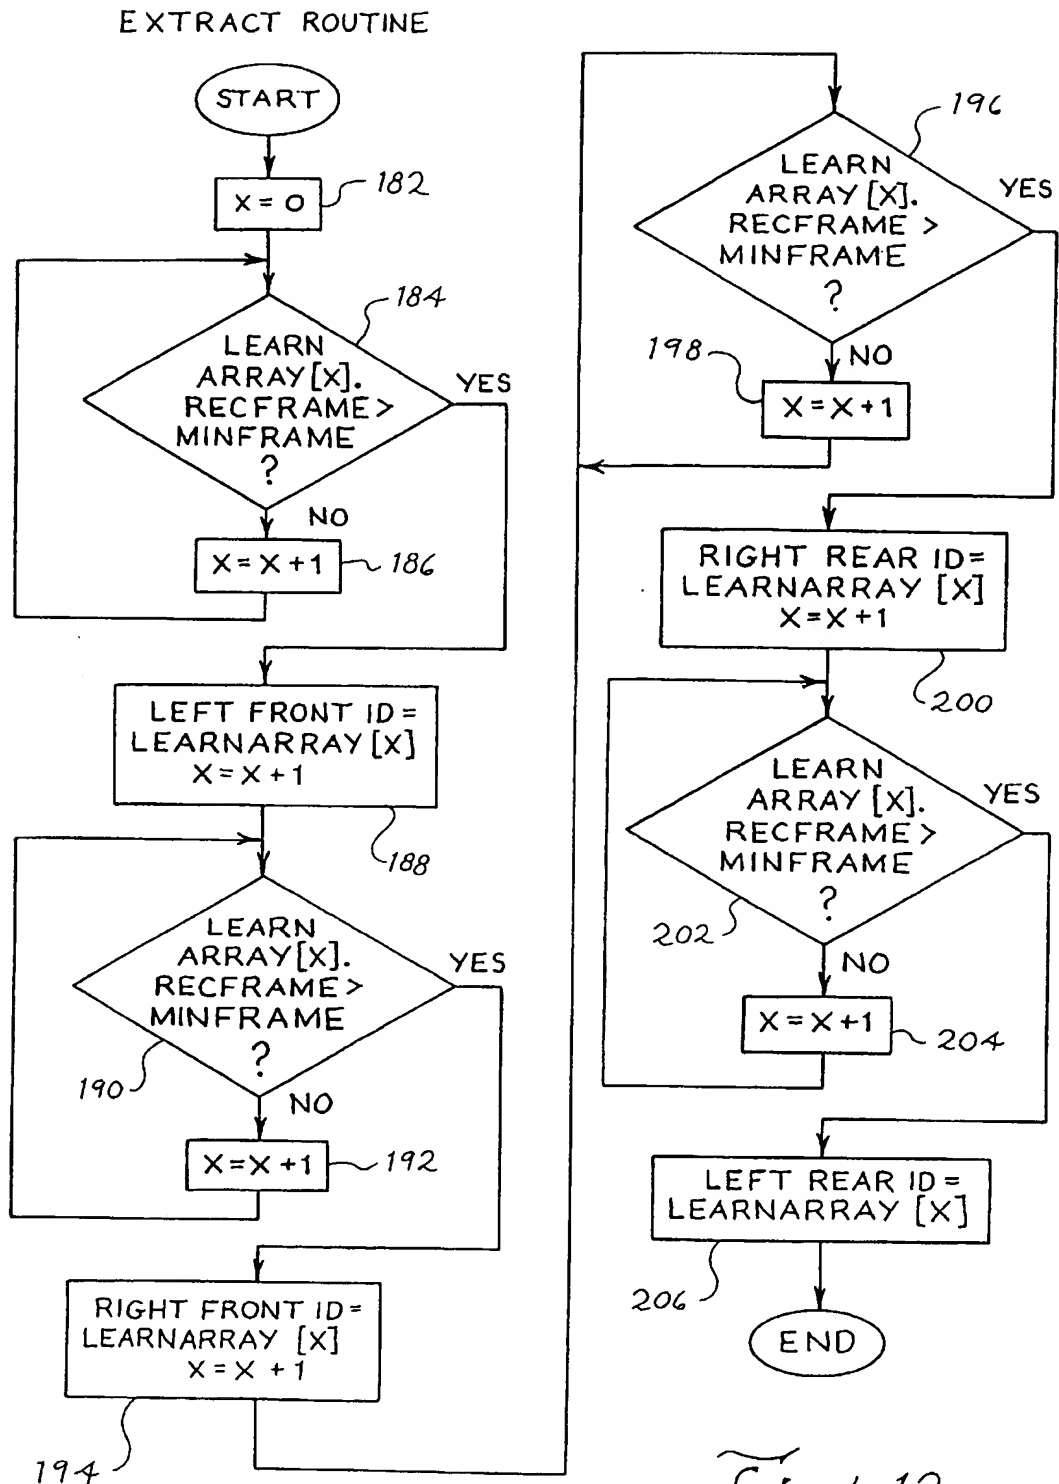 EXTRACT ROUTINE
START
X = 0
182
LEARN
ARRAY [X].
RECFRAME >
MINFRAME
?
184
YES
NO
X = X + 1
186
LEFT FRONT ID =
LEARNARRAY [X]
X = X + 1
188
LEARN
ARRAY [X].
RECFRAME >
MINFRAME
?
YES
190
NO
X = X + 1
192
RIGHT FRONT ID =
LEARNARRAY [X]
X = X + 1
194
LEARN
ARRAY [X].
RECFRAME >
MINFRAME
?
196
YES
NO
198
X = X + 1
RIGHT REAR ID =
LEARNARRAY [X]
X = X + 1
200
LEARN
ARRAY [X].
RECFRAME >
MINFRAME
?
YES
202
NO
X = X + 1
204
LEFT REAR ID =
LEARNARRAY [X]
206
END